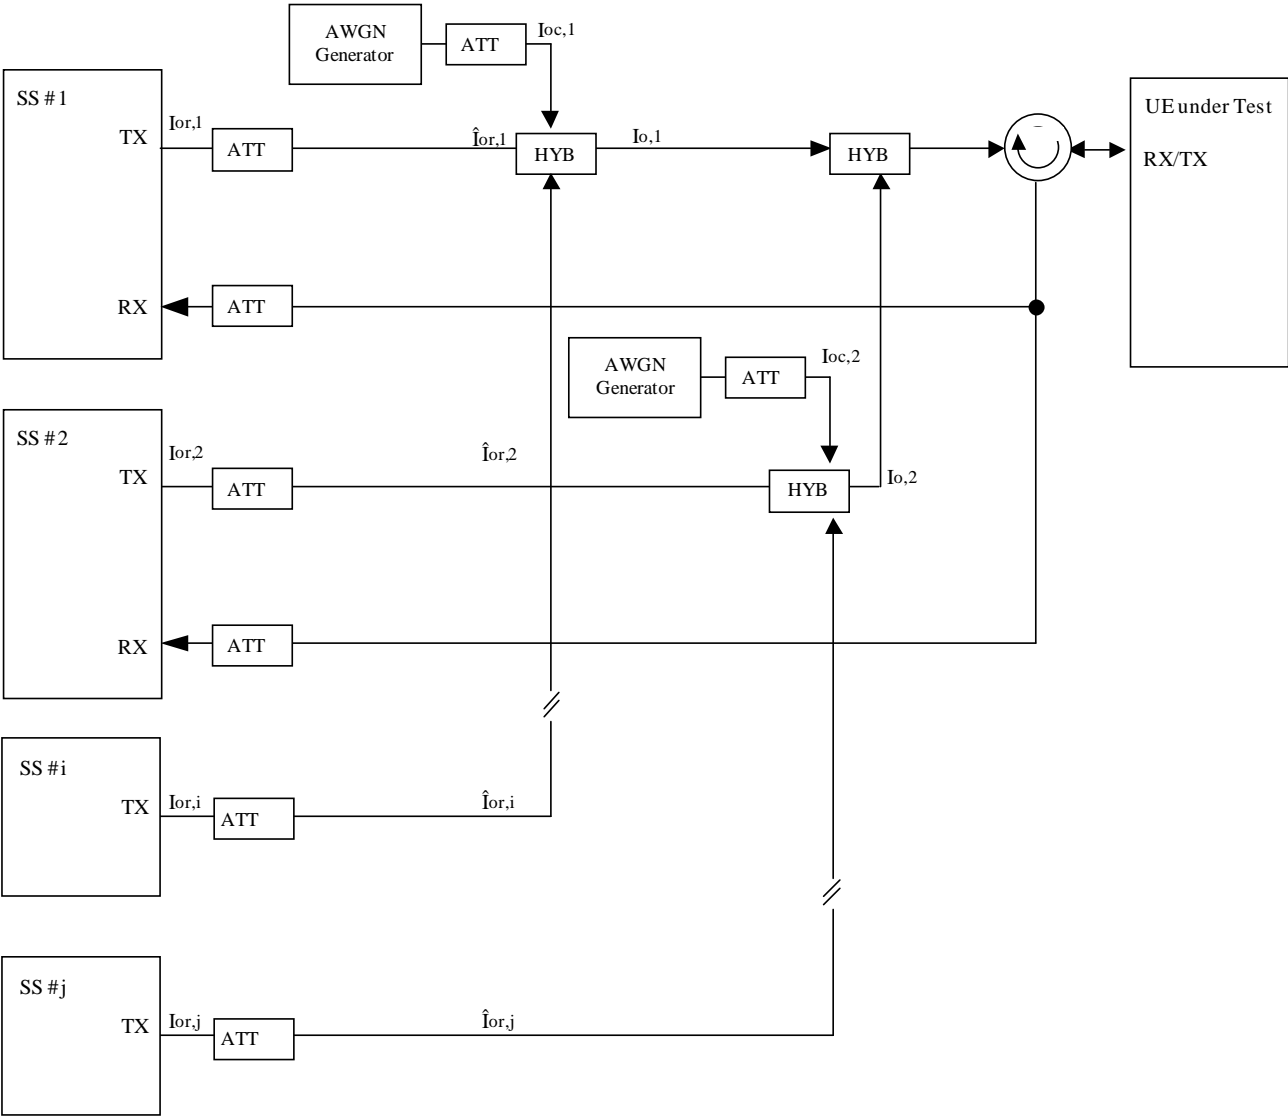 AWGN
Generator
ATT
Ioc,1
SS #1
TX
Ior,1
ATT
Îor,1
HYB
Io,1
HYB
UE under Test
RX/TX
RX
ATT
AWGN
Generator
ATT
Ioc,2
SS #2
TX
Ior,2
ATT
Îor,2
HYB
Io,2
RX
ATT
SS #i
TX
Ior,i
ATT
Îor,i
SS #j
TX
Ior,j
ATT
Îor,j